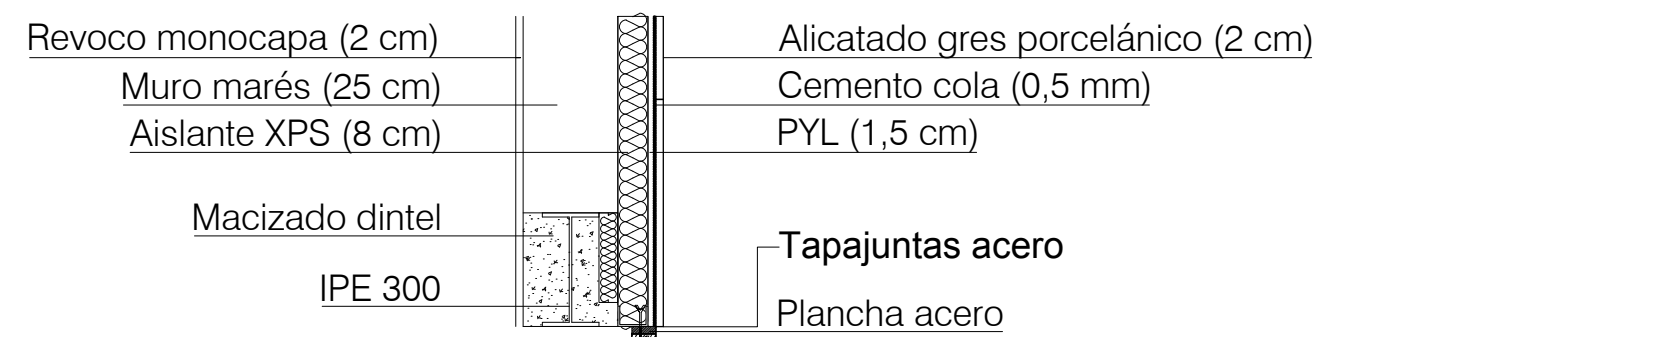 Revoco monocapa (2 cm)
Muro marés (25 cm)
Aislante XPS (8 cm)
Macizado dintel
IPE 300
Alicatado gres porcelánico (2 cm)
Cemento cola (0,5 mm)
PYL (1,5 cm)
Tapajuntas acero
Plancha acero